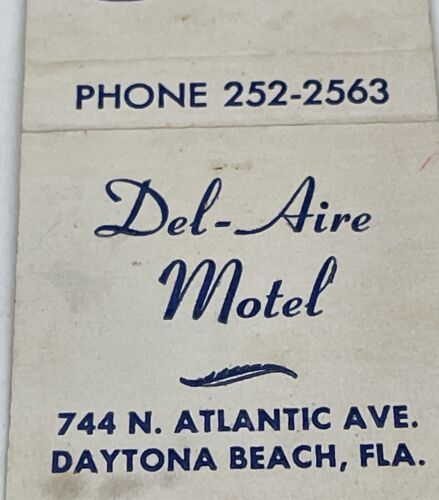 PHONE 252-2563
Del-Aire
Motel
744 N. ATLANTIC AVE.
DAYTONA BEACH, FLA.